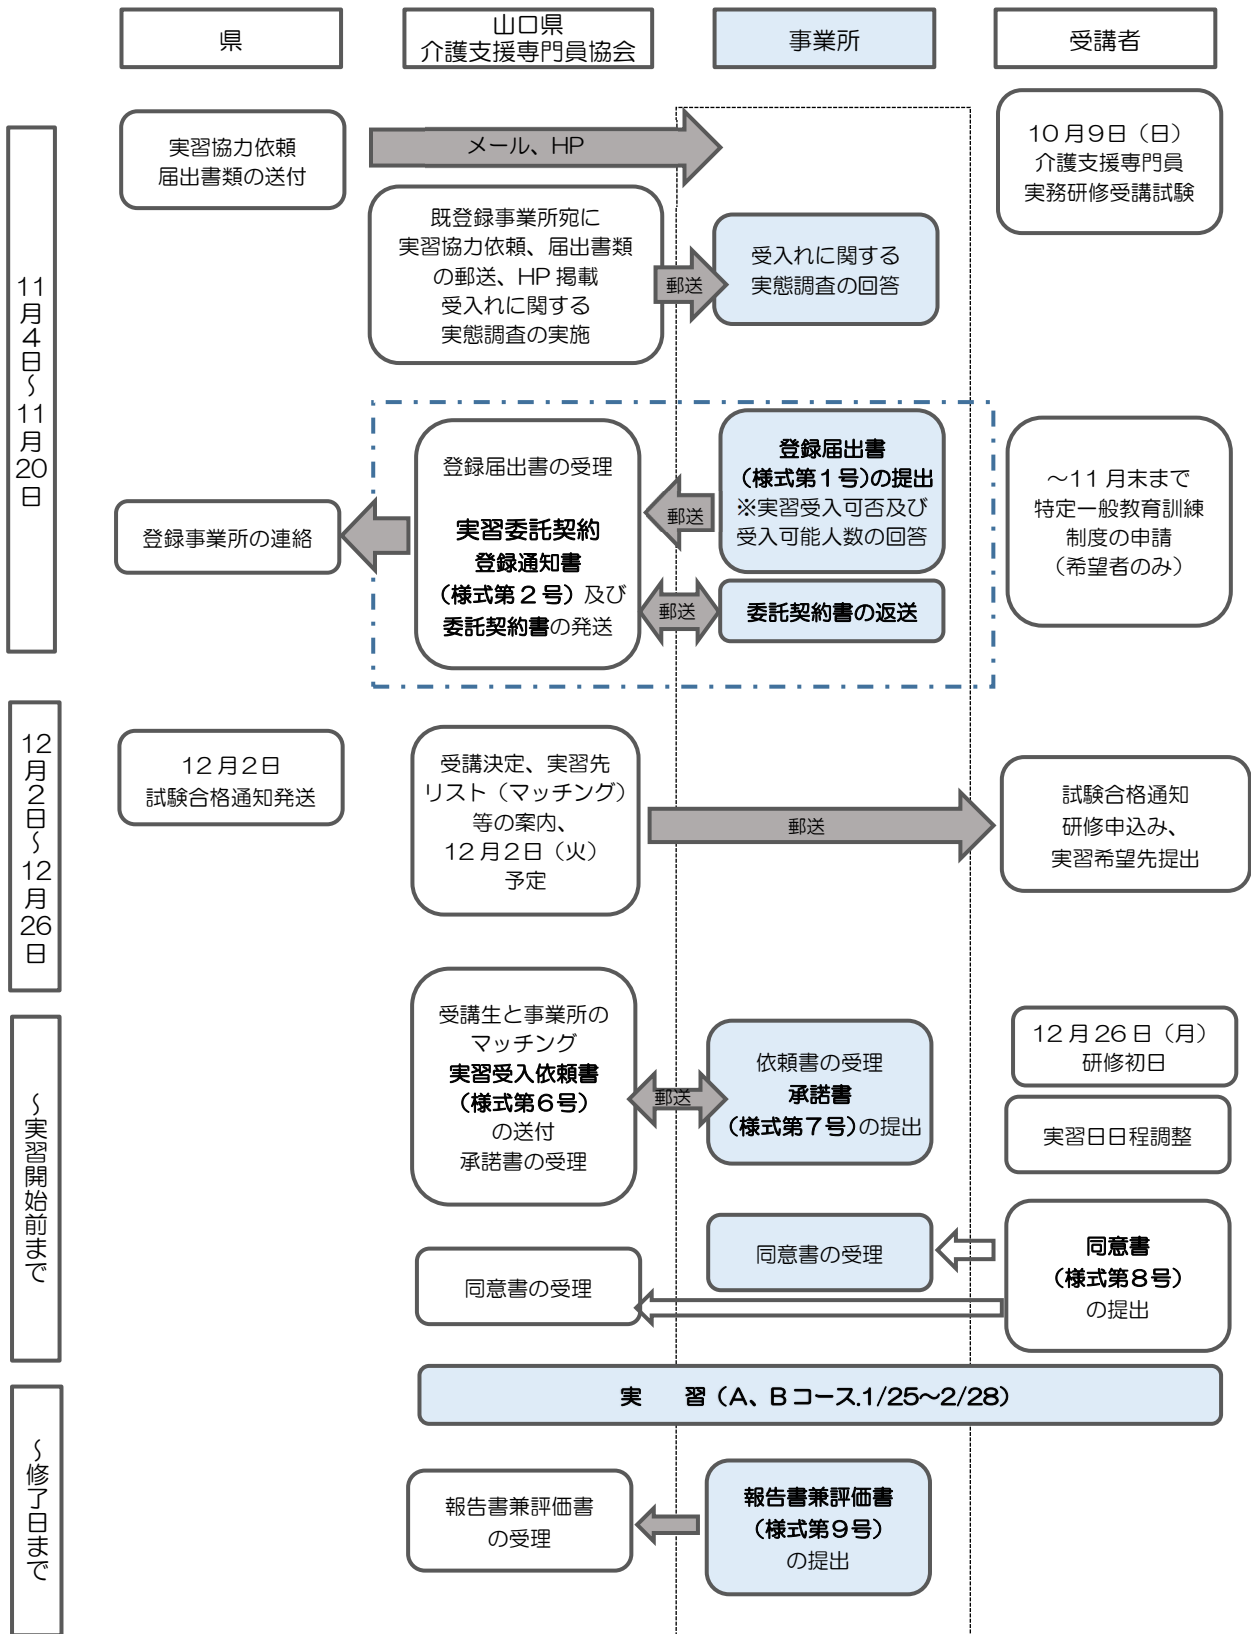 県
山口県
介護支援専門員協会
事業所
受講者
11月4日～11月20日
実習協力依頼
届出書類の送付
メール、HP
10月9日（日）
介護支援専門員
実務研修受講試験
既登録事業所宛に
実習協力依頼、届出書類
の郵送、HP 掲載
受入れに関する
実態調査の実施
郵送
受入れに関する
実態調査の回答
登録事業所の連絡
登録届出書の受理
実習委託契約
登録通知書
（様式第２号）及び
委託契約書の発送
郵送
登録届出書
（様式第１号）の提出
※実習受入可否及び
受入可能人数の回答
郵送
委託契約書の返送
～11月末まで
特定一般教育訓練
制度の申請
（希望者のみ）
12月2日～12月26日
12月2日
試験合格通知発送
受講決定、実習先
リスト（マッチング）
等の案内、
12月2日（火）
予定
郵送
試験合格通知
研修申込み、
実習希望先提出
～実習開始前まで
受講生と事業所の
マッチング
実習受入依頼書
（様式第6号）
の送付
承諾書の受理
郵送
依頼書の受理
承諾書
（様式第7号）の提出
12月26日（月）
研修初日
実習日日程調整
同意書の受理
同意書の受理
同意書
（様式第8号）
の提出
実　習（A、Bコース.1/25～2/28）
～修了日まで
報告書兼評価書
の受理
報告書兼評価書
（様式第9号）
の提出